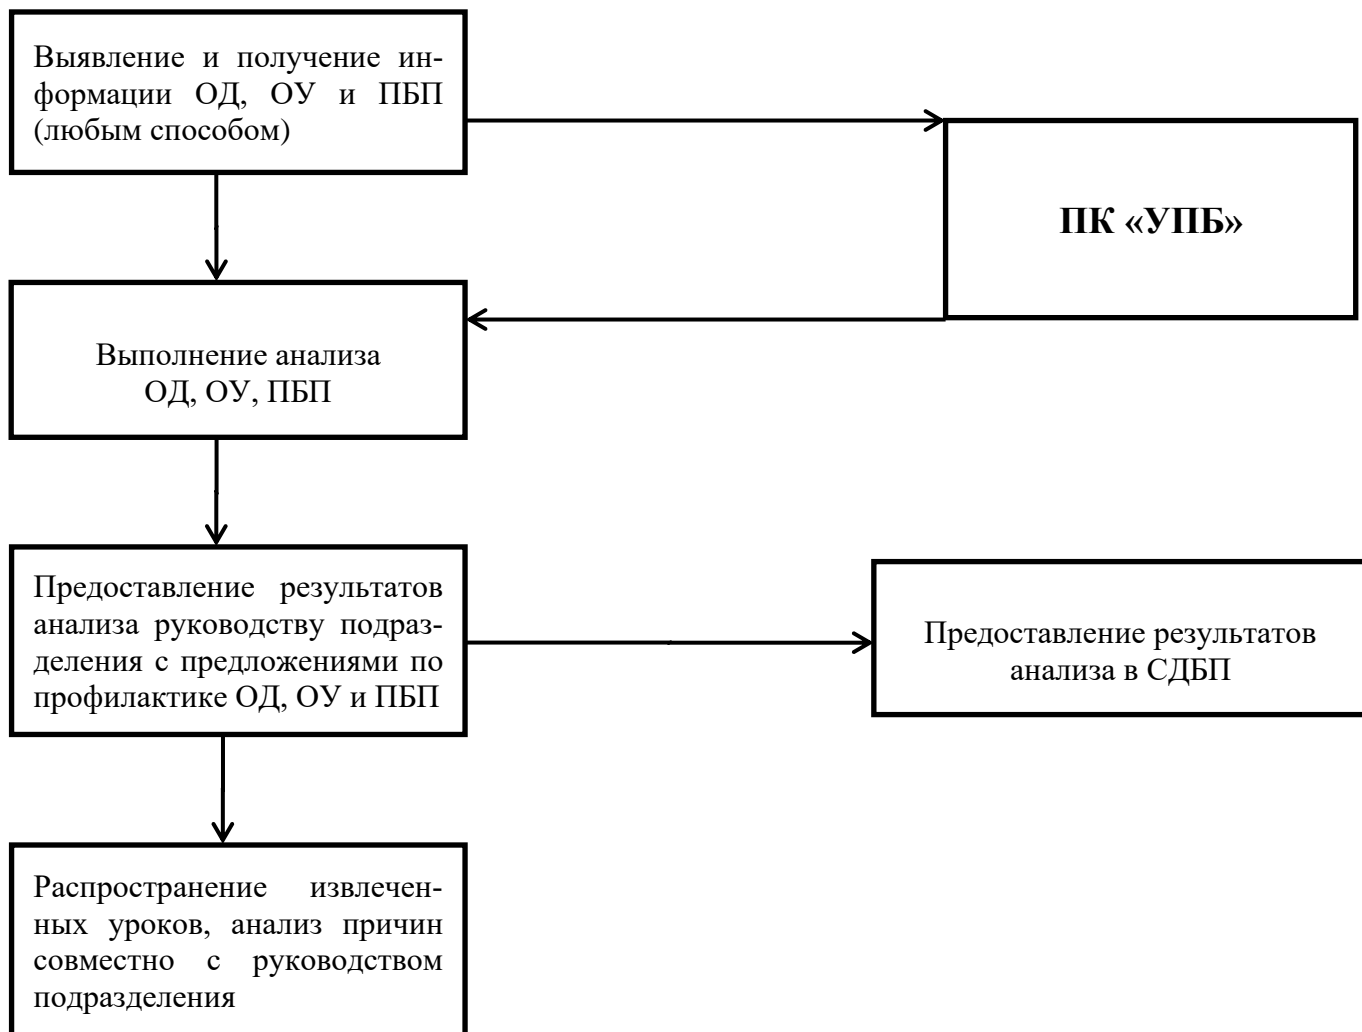 Выявление и получение ин-
формации ОД, ОУ и ПБП
(любым способом)
ПК «УПБ»
Выполнение анализа
ОД, ОУ, ПБП
Предоставление результатов
анализа руководству подраз-
деления с предложениями по
профилактике ОД, ОУ и ПБП
Предоставление результатов
анализа в СДБП
Распространение извлечен-
ных уроков, анализ причин
совместно с руководством
подразделения